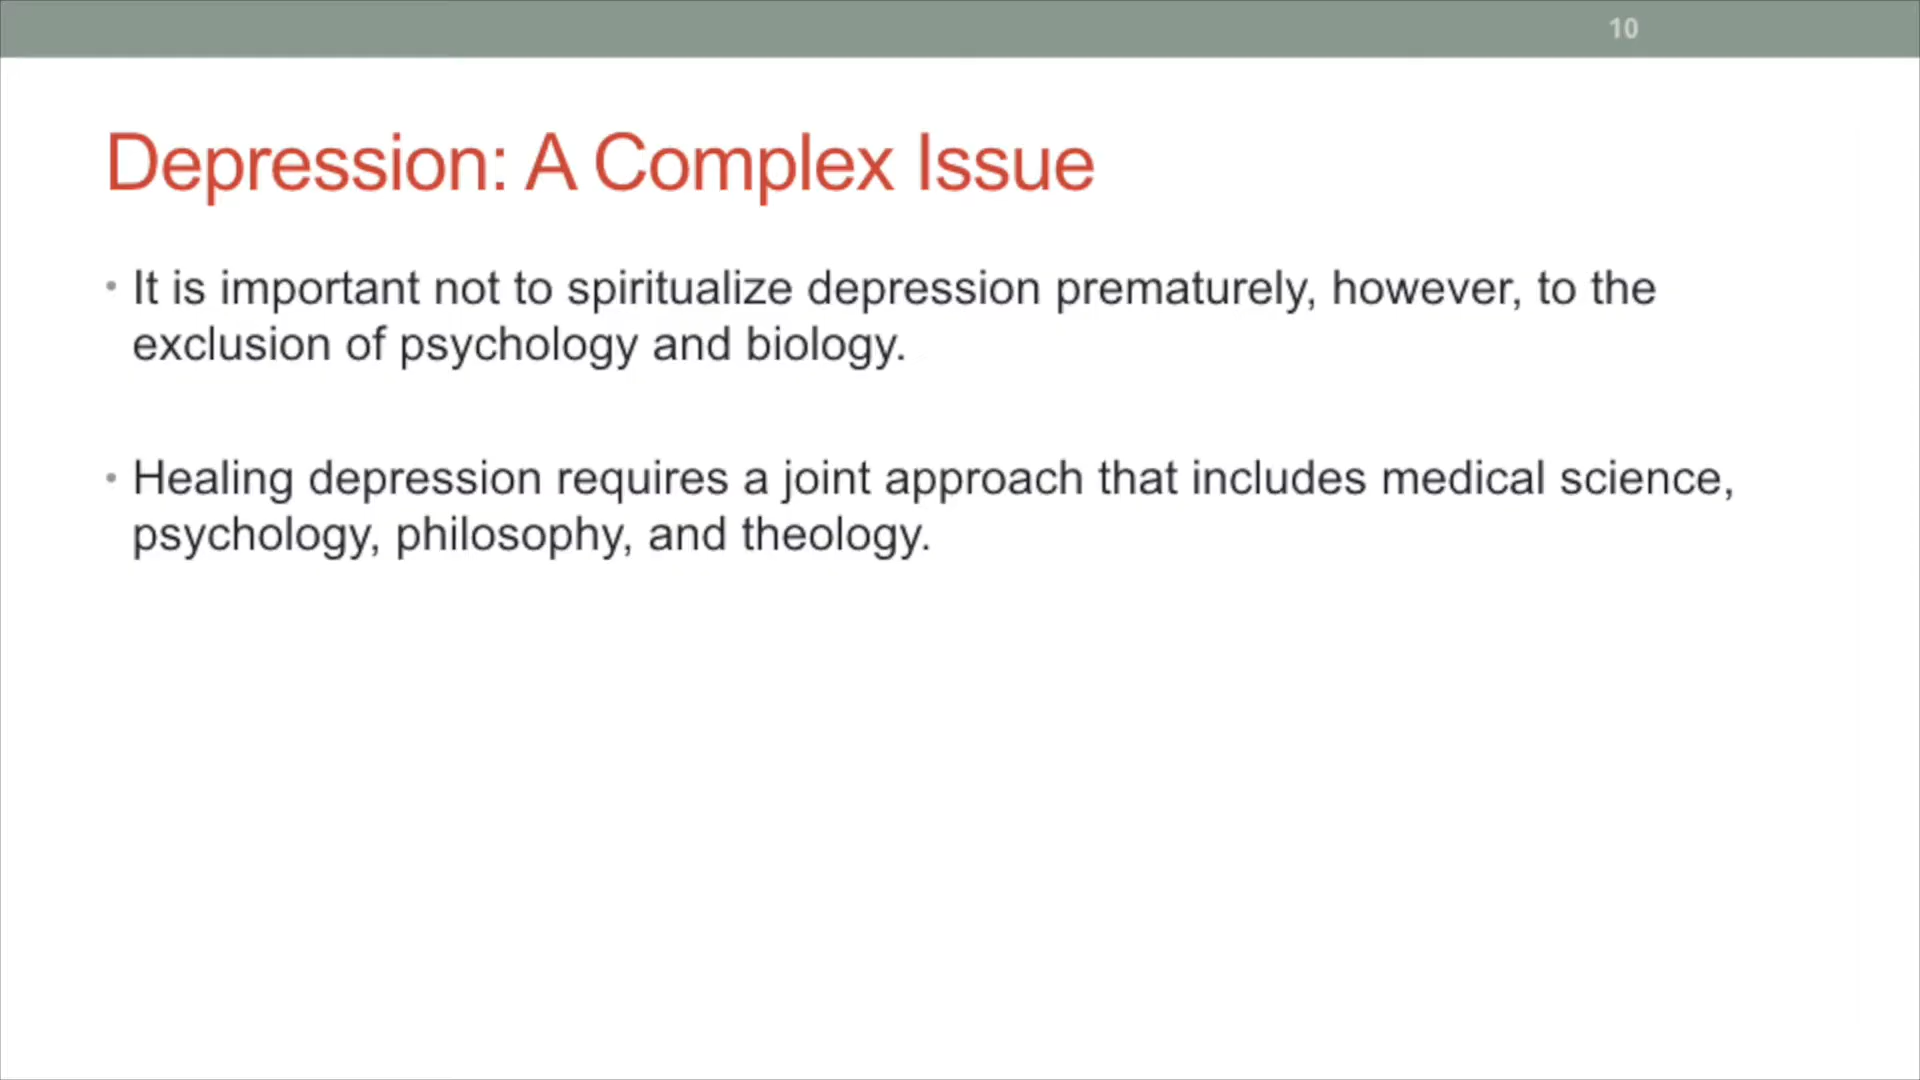 10
Depression: A Complex Issue
• It is important not to spiritualize depression prematurely, however, to the
exclusion of psychology and biology.
• Healing depression requires a joint approach that includes medical science,
psychology, philosophy, and theology.